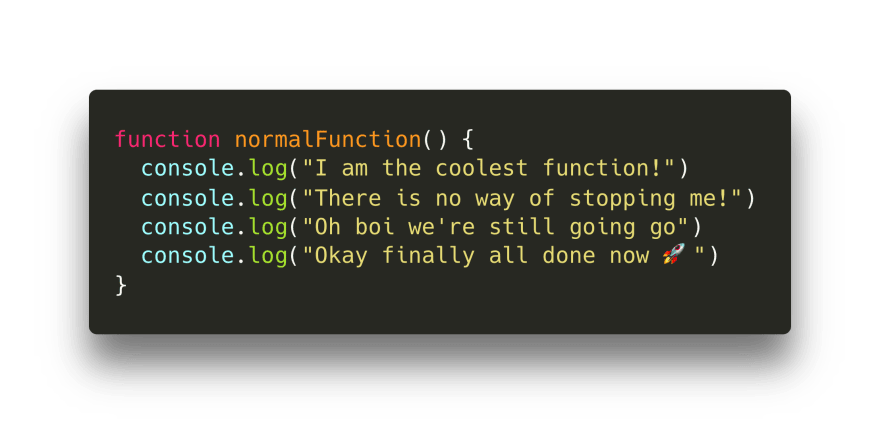 function normalFunction() {
  console.log("I am the coolest function!")
  console.log("There is no way of stopping me!")
  console.log("Oh boi we're still going go")
  console.log("Okay finally all done now 🚀 ")
}